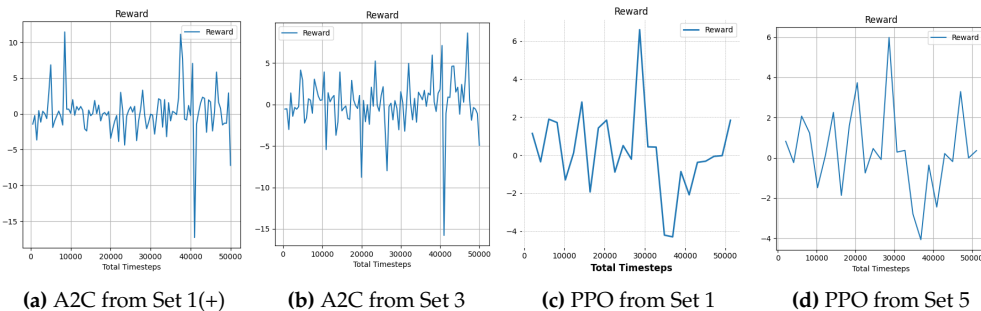 Reward
Reward
10
5
0
−5
−10
−15
0
10000
20000
30000
40000
50000
Total Timesteps
(a) A2C from Set 1(+)
Reward
Reward
5
0
−5
−10
−15
0
10000
20000
30000
40000
50000
Total Timesteps
(b) A2C from Set 3
Reward
Reward
6
4
2
0
−2
−4
0
10000
20000
30000
40000
50000
Total Timesteps
(c) PPO from Set 1
Reward
Reward
6
4
2
0
−2
−4
0
10000
20000
30000
40000
50000
Total Timesteps
(d) PPO from Set 5